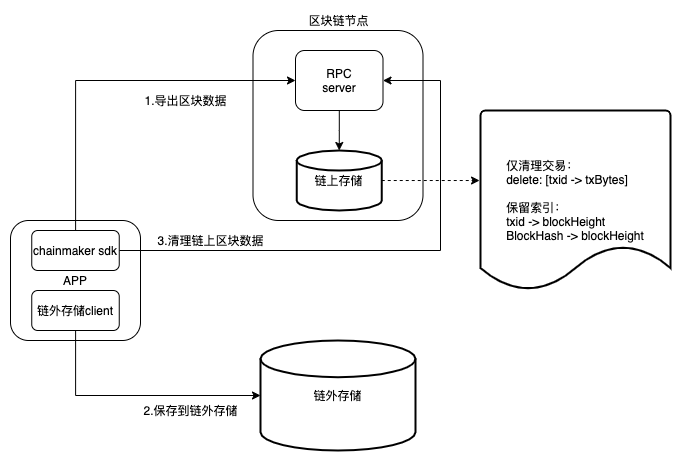 区块链节点
RPC
server
1.导出区块数据
链上存储
仅清理交易：
delete: [txid -> txBytes]
保留索引：
txid -> blockHeight
BlockHash -> blockHeight
3.清理链上区块数据
chainmaker sdk
APP
链外存储client
2.保存到链外存储
链外存储